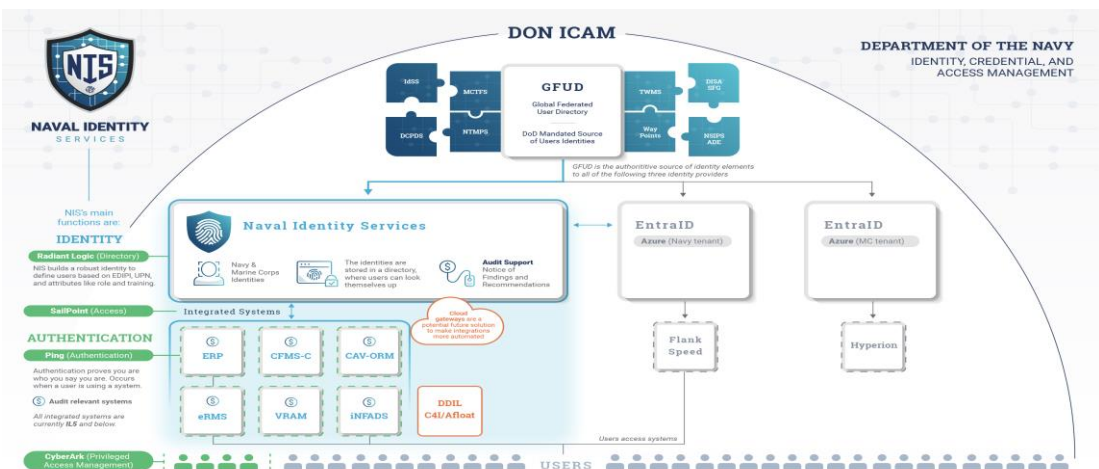 DON ICAM
NIS
NAVAL IDENTITY
SERVICES
DEPARTMENT OF THE NAVY
IDENTITY, CREDENTIAL, AND
ACCESS MANAGEMENT
IdSS
MCTFS
DCPDS
NTMPS
GFUD
Global Federated
User Directory
DoD Mandated Source
of Users Identities
TWMS
DISA
SFG
Way
Points
NSIPS
ADE
GFUD is the authoritive source of identity elements
to all of the following three identity providers
NIS's main
functions are:
IDENTITY
Radiant Logic (Directory)
NIS builds a robust identity to
define users based on EDIPI, UPN,
and attributes like role and training.
SailPoint (Access)
AUTHENTICATION
Ping (Authentication)
Authentication proves you are
who you say you are. Occurs
when a user is using a system.
Audit relevant systems
All integrated systems are
currently IL5 and below.
CyberArk (Privileged
Access Management)
Naval Identity Services
Navy &
Marine Corps
Identities
The identities are
stored in a directory,
where users can look
themselves up
Audit Support
Notice of
Findings and
Recommendations
Integrated Systems
Cloud
gateways are a
potential future solution
to make integrations
more automated
ERP
CFMS-C
CAV-ORM
eRMS
VRAM
iNFADS
DDIL
C4I/Afloat
EntraID
Azure (Navy tenant)
EntraID
Azure (MC tenant)
Flank
Speed
Hyperion
Users access systems
USERS